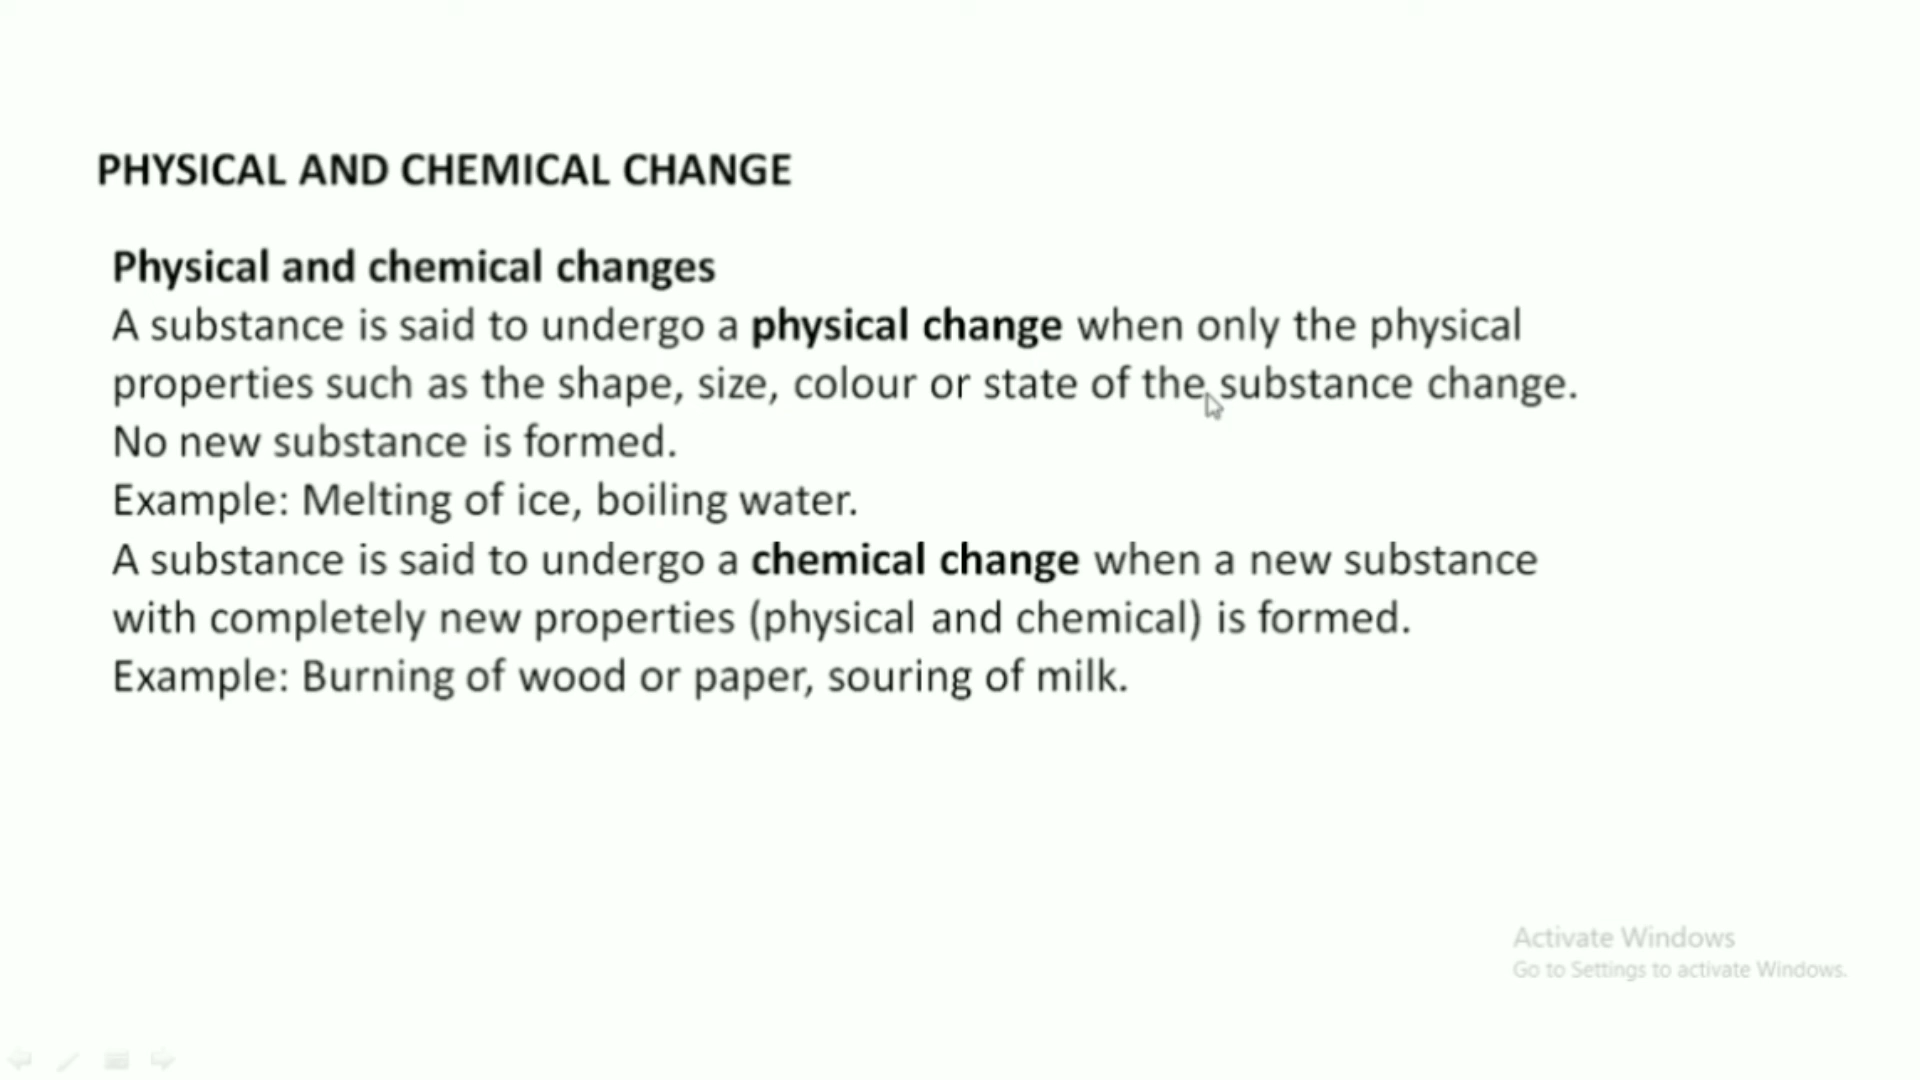 PHYSICAL AND CHEMICAL CHANGE
Physical and chemical changes
A substance is said to undergo a physical change when only the physical
properties such as the shape, size, colour or state of the substance change.
No new substance is formed.
Example: Melting of ice, boiling water.
A substance is said to undergo a chemical change when a new substance
with completely new properties (physical and chemical) is formed.
Example: Burning of wood or paper, souring of milk.
Activate Windows
Go to Settings to activate Windows.